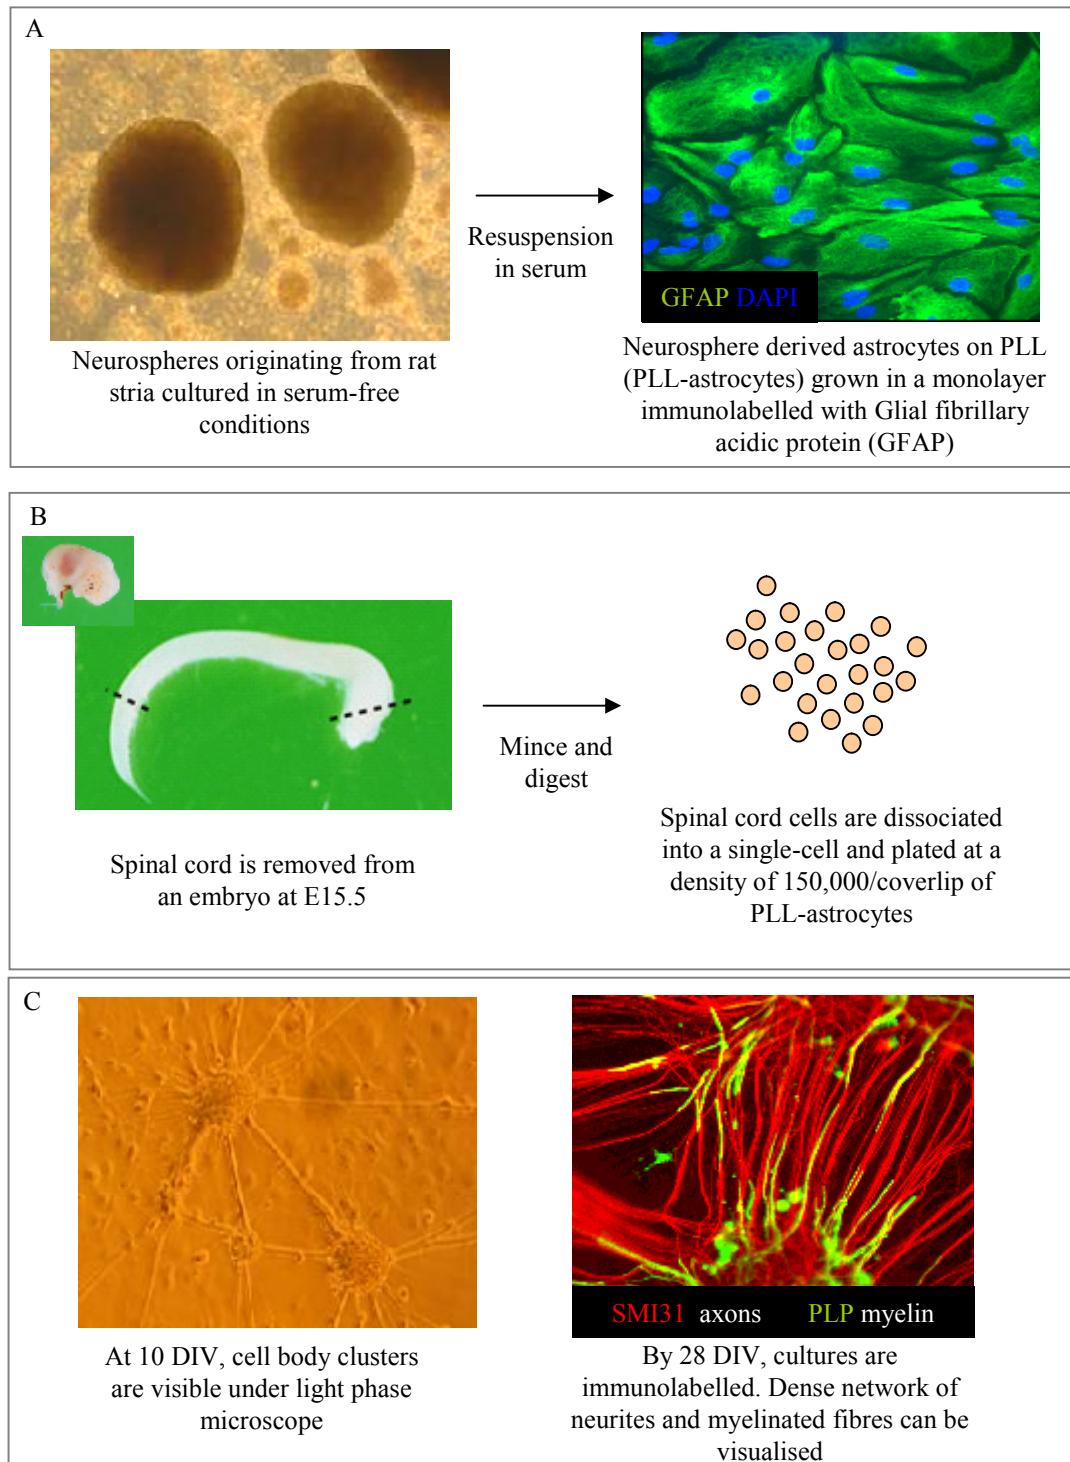 A
Resuspension
in serum
GFAP DAPI
Neurospheres originating from rat
stria cultured in serum-free
conditions
Neurosphere derived astrocytes on PLL
(PLL-astrocytes) grown in a monolayer
immunolabelled with Glial fibrillary
acidic protein (GFAP)
B
Mince and
digest
Spinal cord is removed from
an embryo at E15.5
Spinal cord cells are dissociated
into a single-cell and plated at a
density of 150,000/coverlip of
PLL-astrocytes
C
SMI31 axons PLP myelin
At 10 DIV, cell body clusters
are visible under light phase
microscope
By 28 DIV, cultures are
immunolabelled. Dense network of
neurites and myelinated fibres can be
visualised